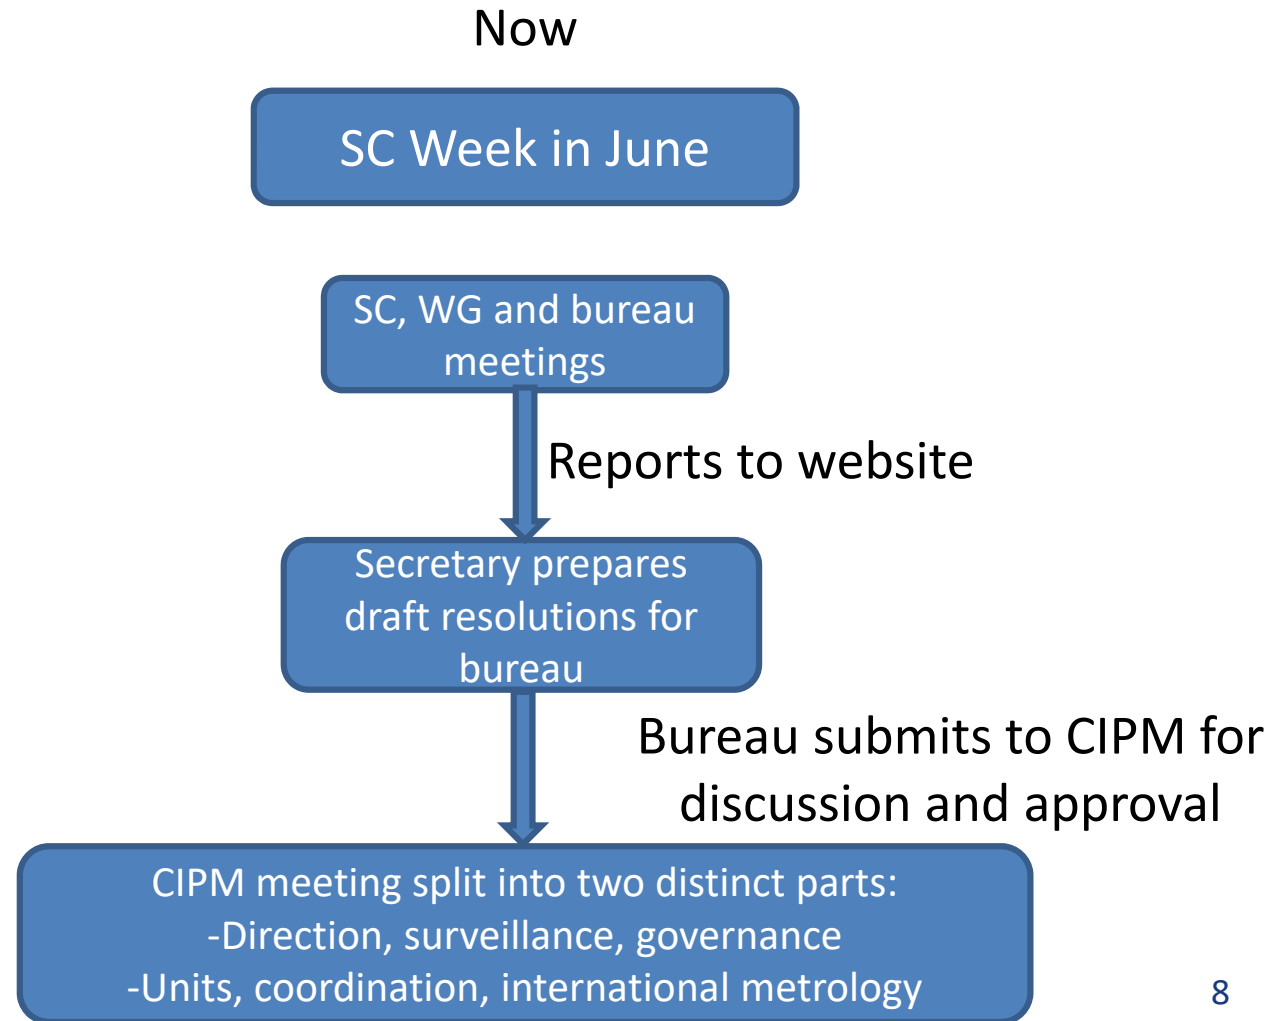 Now
SC Week in June
SC, WG and bureau
meetings
Reports to website
Secretary prepares
draft resolutions for
bureau
Bureau submits to CIPM for
discussion and approval
CIPM meeting split into two distinct parts:
-Direction, surveillance, governance
-Units, coordination, international metrology
8